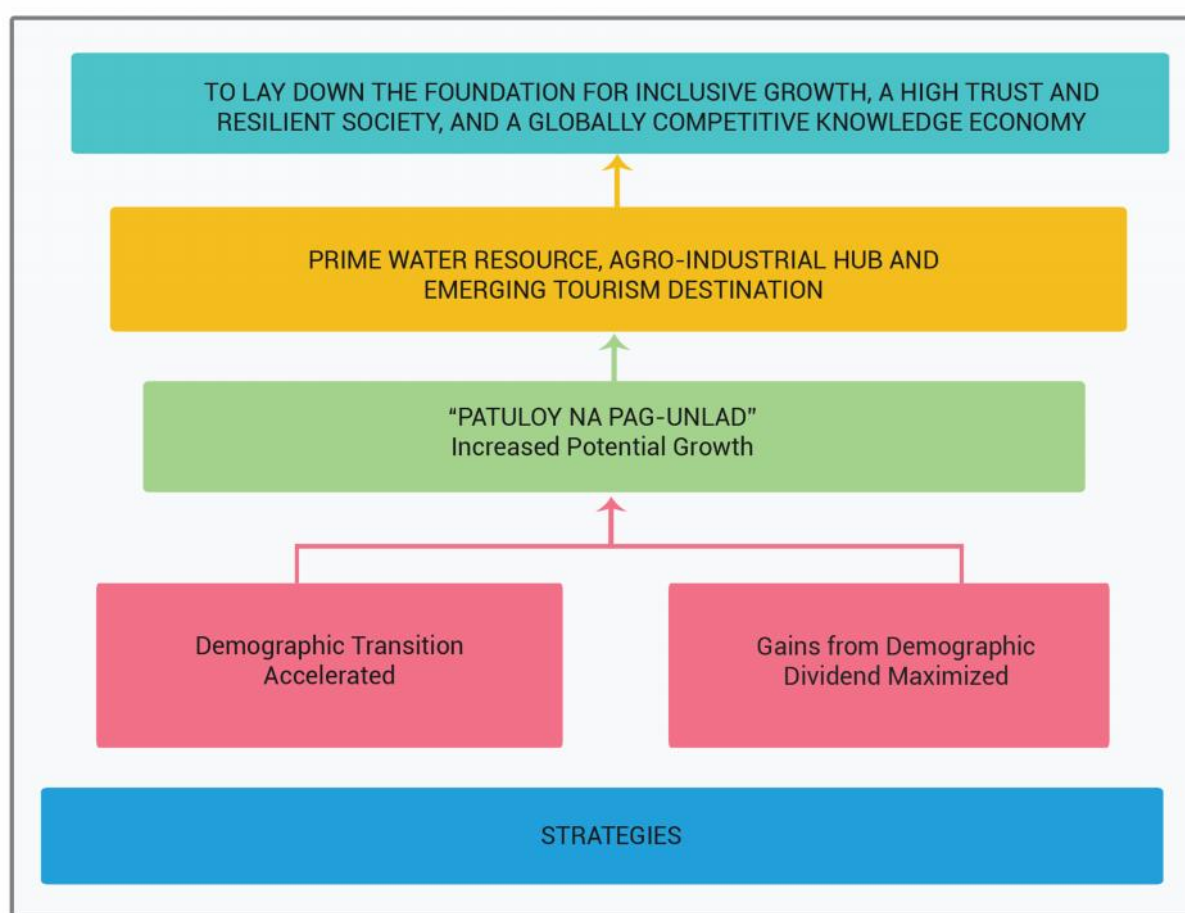 TO LAY DOWN THE FOUNDATION FOR INCLUSIVE GROWTH, A HIGH TRUST AND
RESILIENT SOCIETY, AND A GLOBALLY COMPETITIVE KNOWLEDGE ECONOMY
PRIME WATER RESOURCE, AGRO-INDUSTRIAL HUB AND
EMERGING TOURISM DESTINATION
“PATULOY NA PAG-UNLAD”
Increased Potential Growth
Demographic Transition
Accelerated
Gains from Demographic
Dividend Maximized
STRATEGIES